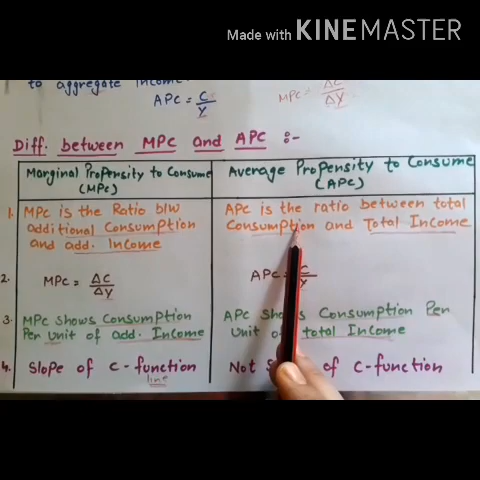 Made with KINEMASTER
to aggregate Income.
APC = C/Y
MPC = ΔC/ΔY
Diff. between MPC and APC :-
Marginal Propensity to Consume (MPC)
Average Propensity to Consume (APC)
1. MPC is the Ratio b/w
additional Consumption
and add. Income
APC is the ratio between total
Consumption and Total Income
2. MPC = ΔC/ΔY
APC = C/Y
3. MPC shows Consumption
Per unit of add. Income
APC shows Consumption Per
Unit of total Income
4. Slope of C-function
line
Not S of C-function